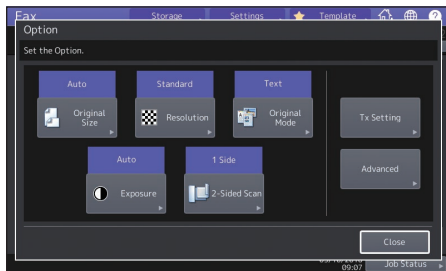 Fax Storage Settings Template
Option
Set the Option.
Auto Standard Text
Original
Size
Resolution
Original
Mode
Tx Setting
Auto 1 Side
Exposure
2-Sided Scan
Advanced
Close
09:07 Job Status